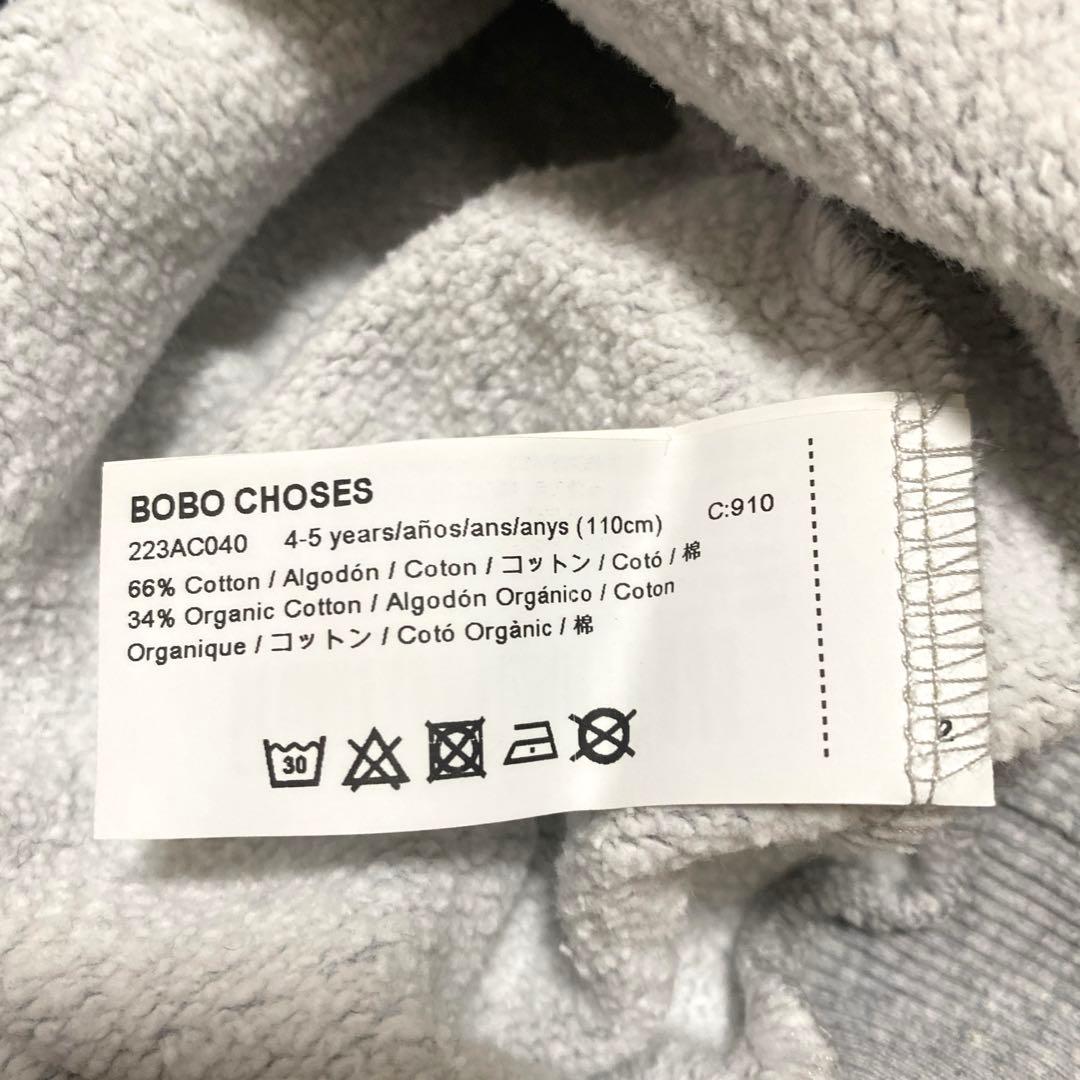 BOBO CHOSES
223AC040 4-5 years/años/ans/anys (110cm) C:910
66% Cotton / Algodón / Coton / コットン / Cotó / 棉
34% Organic Cotton / Algodón Orgánico / Coton
Organique / コットン / Cotó Orgànic / 棉
30